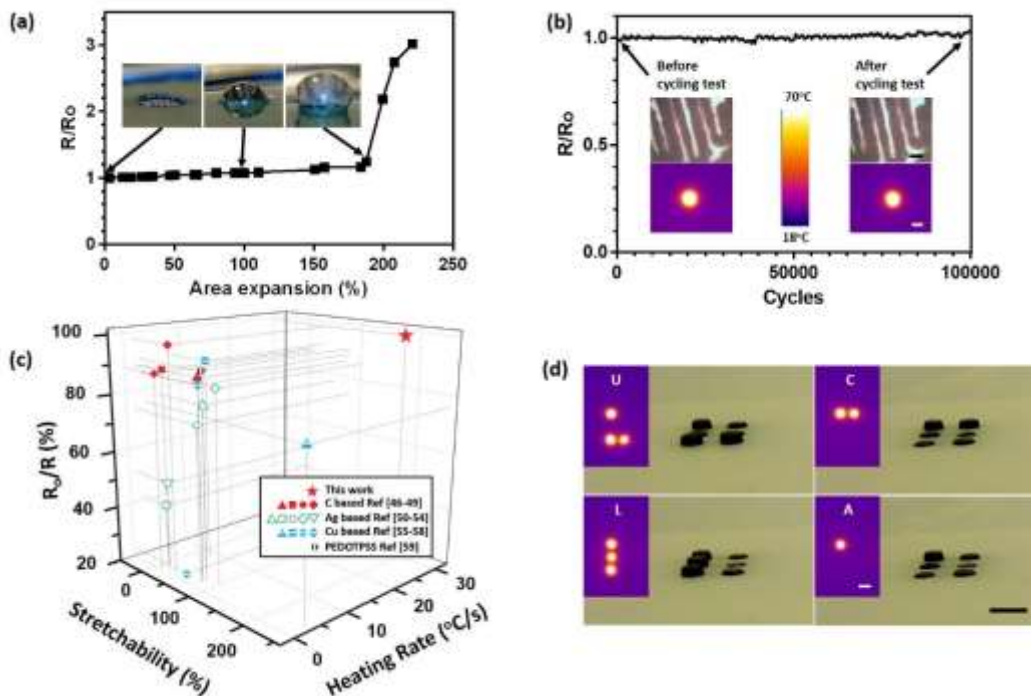 (a)
3
2
1
0
R/Ro
0 50 100 150 200 250
Area expansion (%)
(b)
1.0
0.5
0.0
R/Ro
Before
cycling test
After
cycling test
70°C
18°C
0 50000 100000
Cycles
(c)
100
80
60
40
20
Ro/R (%)
0
100
200
Stretchability (%)
0
10
20
30
Heating Rate (°C/s)
This work
C based Ref [46-49]
Ag based Ref [50-54]
Cu based Ref [55-58]
PEDOTPSS Ref [59]
(d)
U
C
L
A